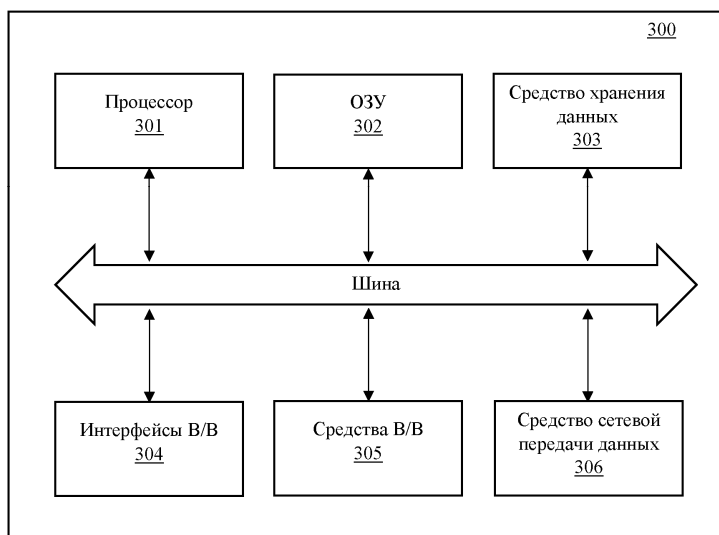 300
Процессор
301
ОЗУ
302
Средство хранения
данных
303
Шина
Интерфейсы В/В
304
Средства В/В
305
Средство сетевой
передачи данных
306